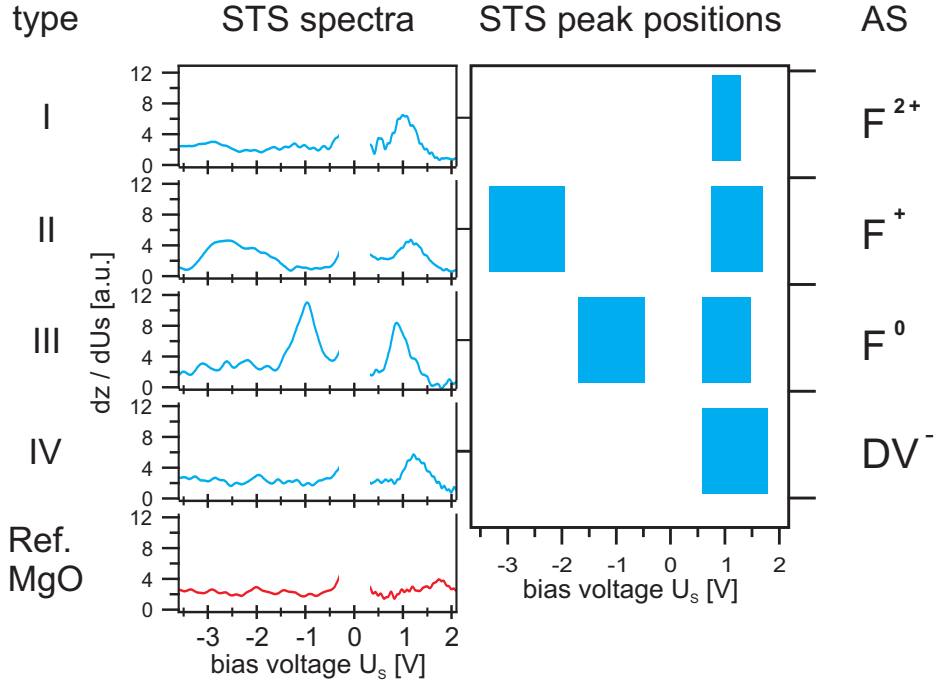 type STS spectra STS peak positions AS
I
II
III
IV
Ref.
MgO
dz / dUs [a.u.]
12
8
4
0
12
8
4
0
12
8
4
0
12
8
4
0
12
8
4
0
-3 -2 -1 0 1 2
bias voltage U_s [V]
-3 -2 -1 0 1 2
bias voltage U_s [V]
F²⁺
F⁺
F⁰
DV⁻